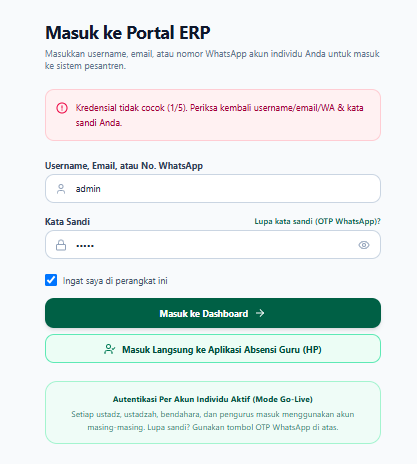 Masuk ke Portal ERP
Masukkan username, email, atau nomor WhatsApp akun individu Anda untuk masuk
ke sistem pesantren.
Kredensial tidak cocok (1/5). Periksa kembali username/email/WA & kata
sandi Anda.
Username, Email, atau No. WhatsApp
admin
Kata Sandi
Lupa kata sandi (OTP WhatsApp)?
•••••
Ingat saya di perangkat ini
Masuk ke Dashboard →
Masuk Langsung ke Aplikasi Absensi Guru (HP)
Autentikasi Per Akun Individu Aktif (Mode Go-Live)
Setiap ustadz, ustadzah, bendahara, dan pengurus masuk menggunakan akun
masing-masing. Lupa sandi? Gunakan tombol OTP WhatsApp di atas.